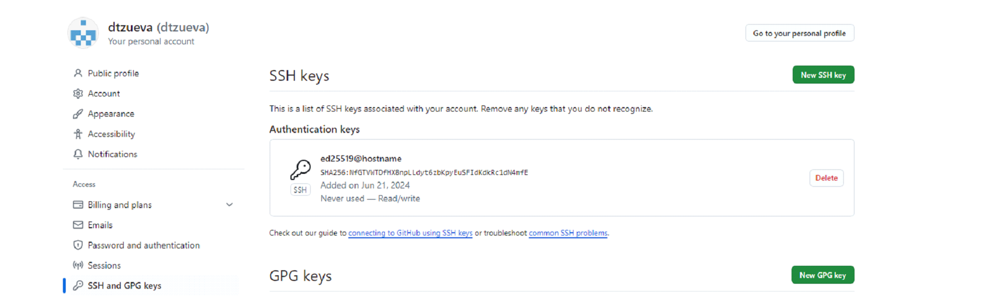 dtzueva (dtzueva)
Your personal account
Go to your personal profile
Public profile
Account
Appearance
Accessibility
Notifications
Access
Billing and plans
Emails
Password and authentication
Sessions
SSH and GPG keys
SSH keys
New SSH key
This is a list of SSH keys associated with your account. Remove any keys that you do not recognize.
Authentication keys
ed25519@hostname
SHA256:NfGTVWTDfHX8npLLdyt6zbKpyEuSFIdKdkRc1dN4mfE
Added on Jun 21, 2024
Never used — Read/write
SSH
Delete
Check out our guide to connecting to GitHub using SSH keys or troubleshoot common SSH problems.
GPG keys
New GPG key